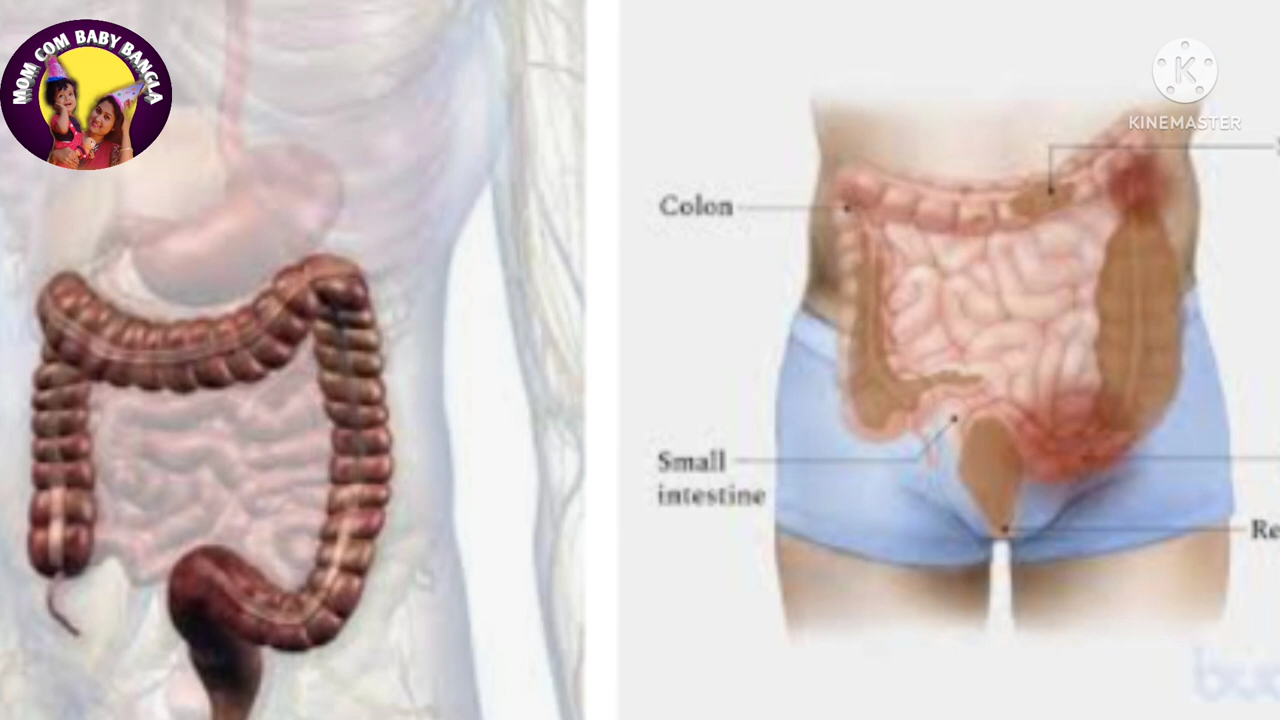 MOM COM BABY BANGLA
K
KINEMASTER
Colon
Small
intestine